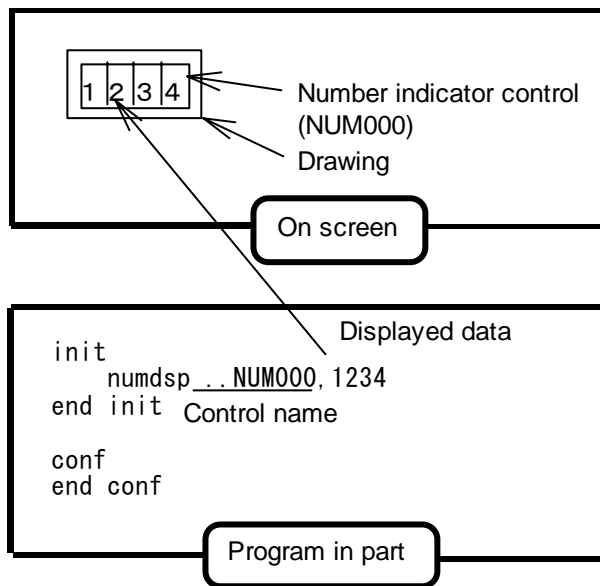 1 2 3 4
Number indicator control
(NUM000)
Drawing
On screen
Displayed data
init
numdsp ..NUM000,1234
end init
Control name
conf
end conf
Program in part